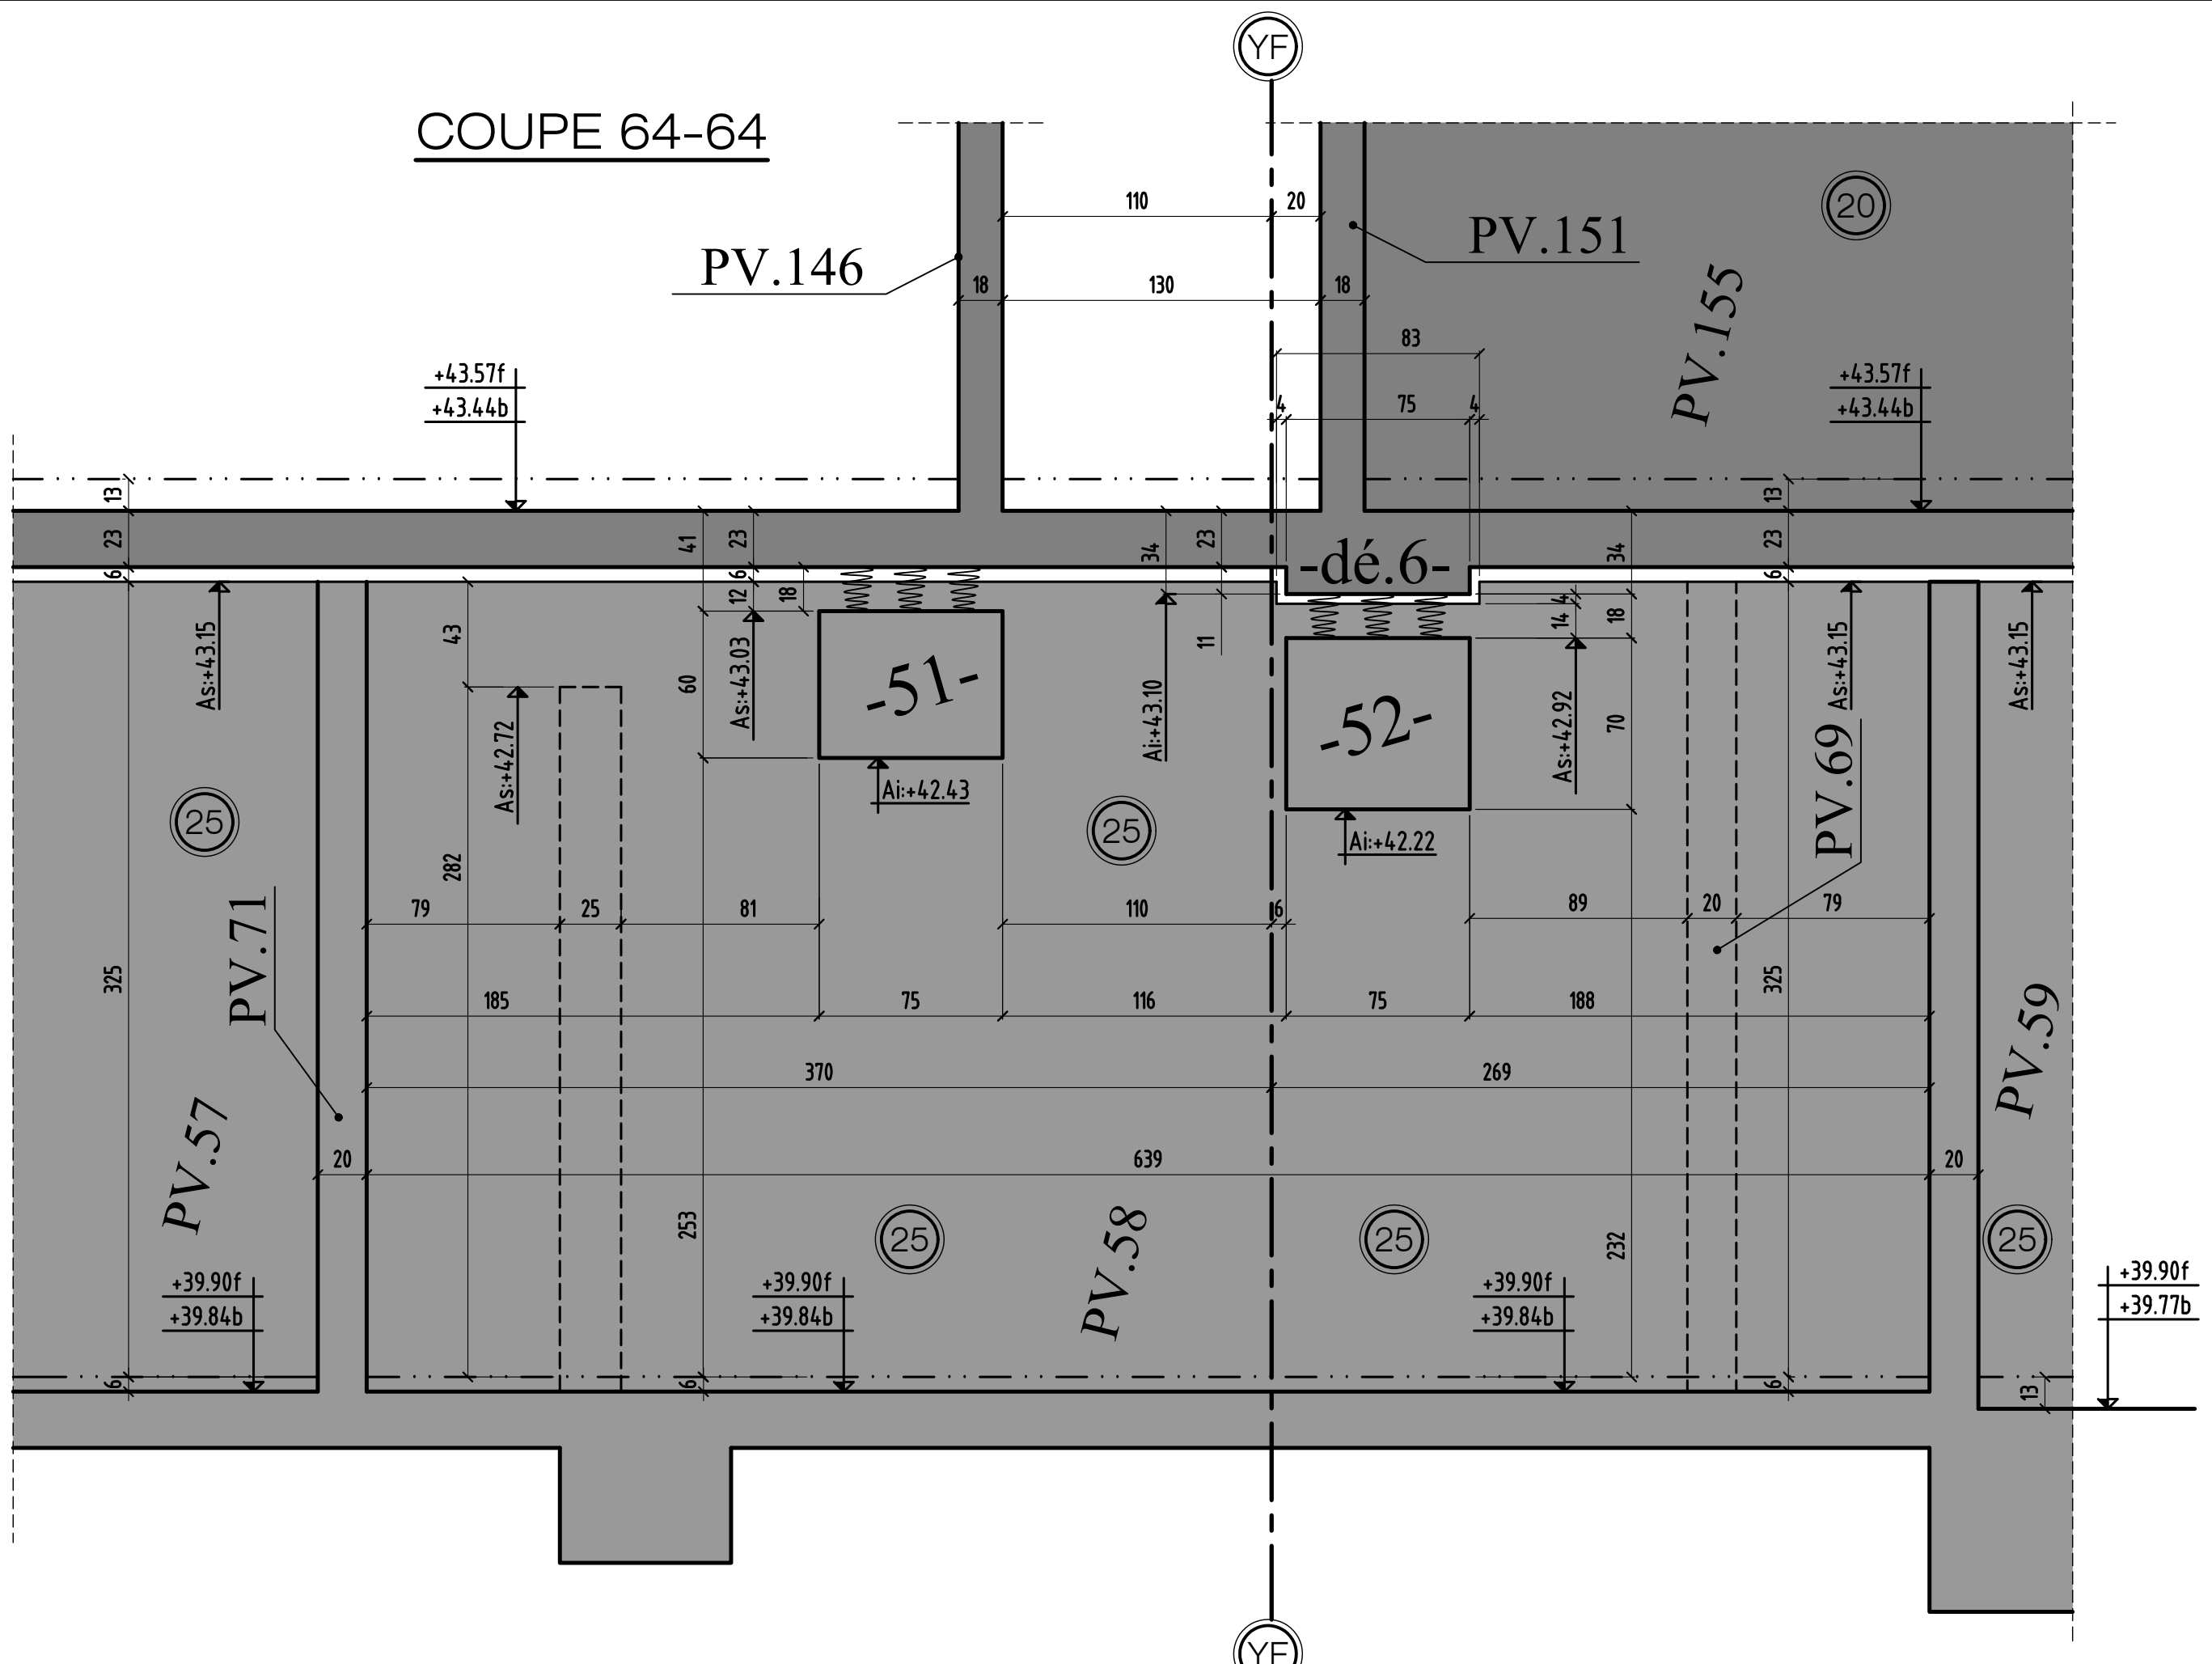 YF
COUPE 64-64
110
20
20
PV.151
PV.146
18
130
18
PV.155
83
+43.57f
+43.44b
4
75
4
+43.57f
+43.44b
13
23
6
41
23
6
12
18
34
23
11
-dé.6-
4
14
34
18
13
23
6
As:+43.15
43
As:+42.72
60
As:+43.03
-51-
Ai:+42.43
Ai:+43.10
-52-
Ai:+42.22
As:+42.92
70
PV.69
As:+43.15
As:+43.15
25
25
282
79
25
81
110
6
89
20
79
PV.71
325
185
75
116
75
188
325
370
269
PV.59
PV.57
20
639
20
253
25
PV.58
25
232
25
+39.90f
+39.84b
+39.90f
+39.84b
+39.90f
+39.84b
+39.90f
+39.77b
6
6
6
13
YF